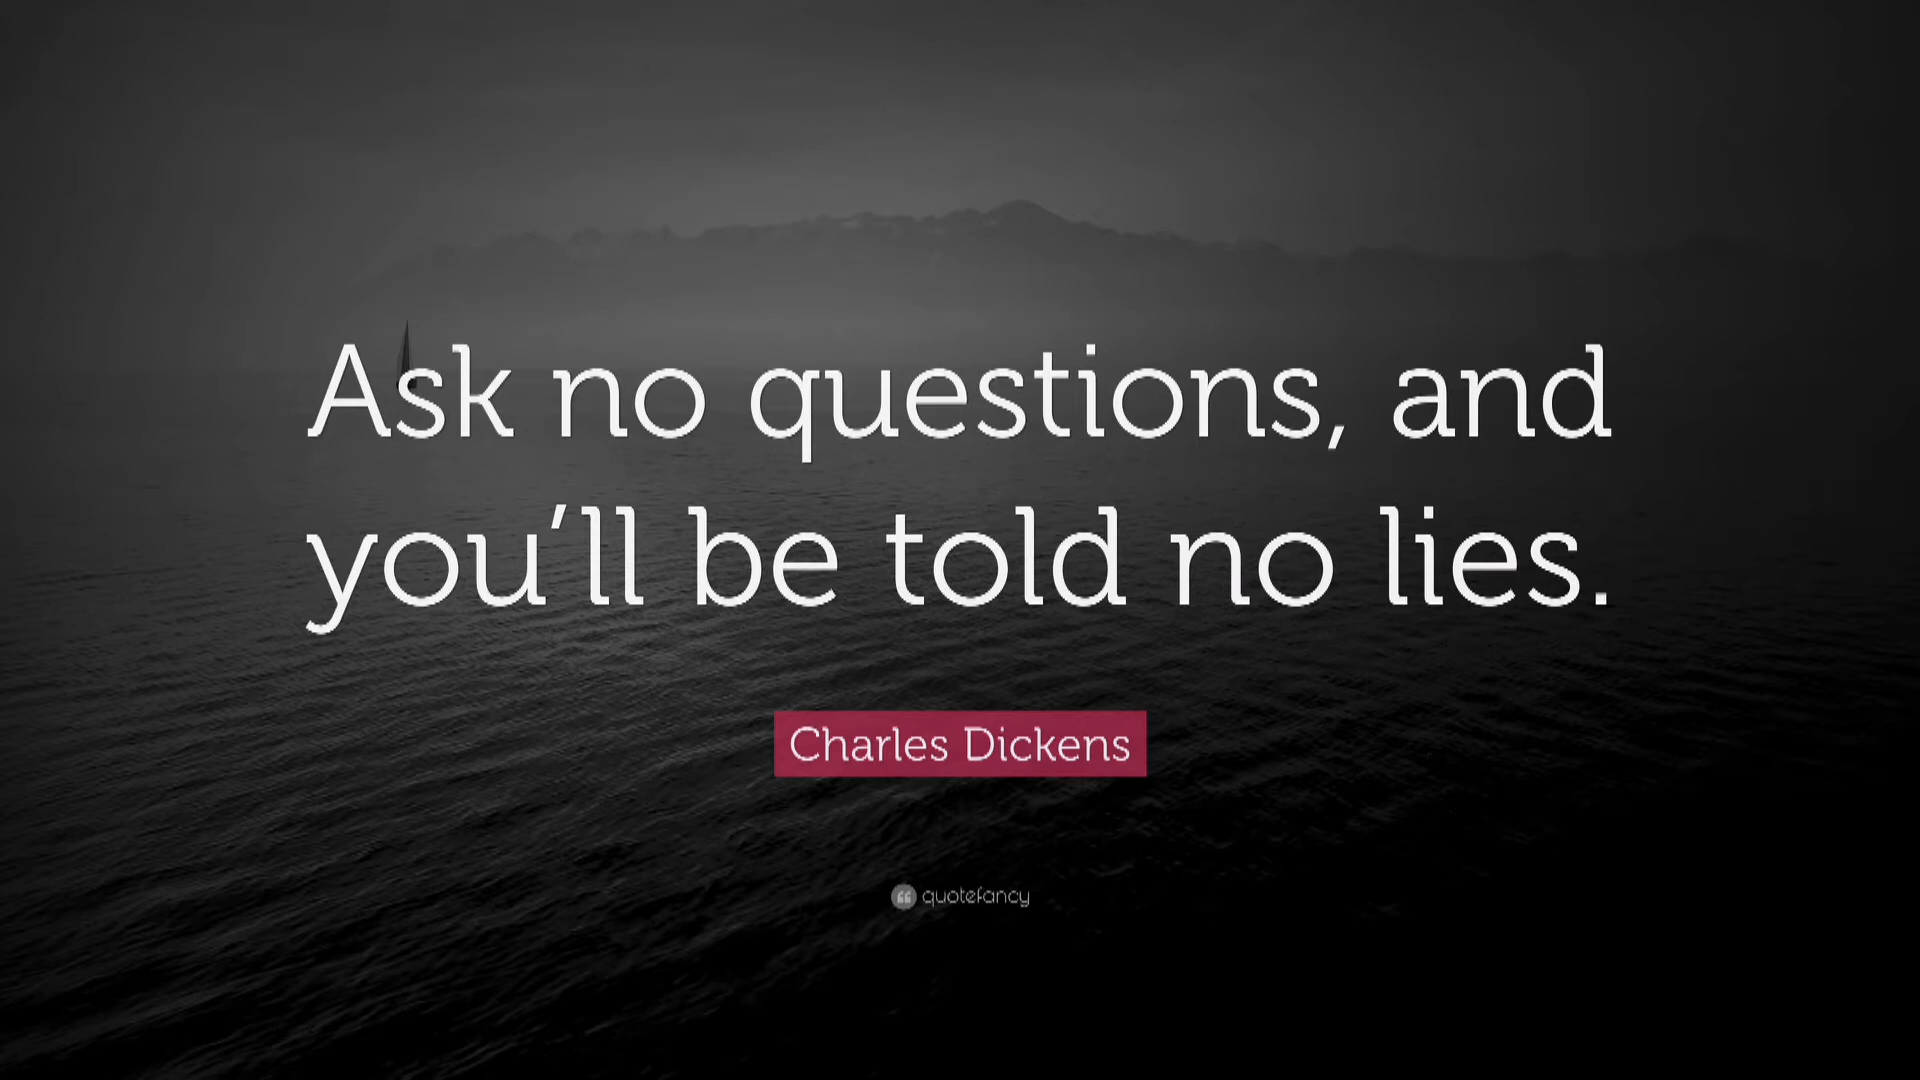 Ask no questions, and
you’ll be told no lies.
Charles Dickens
quotefancy